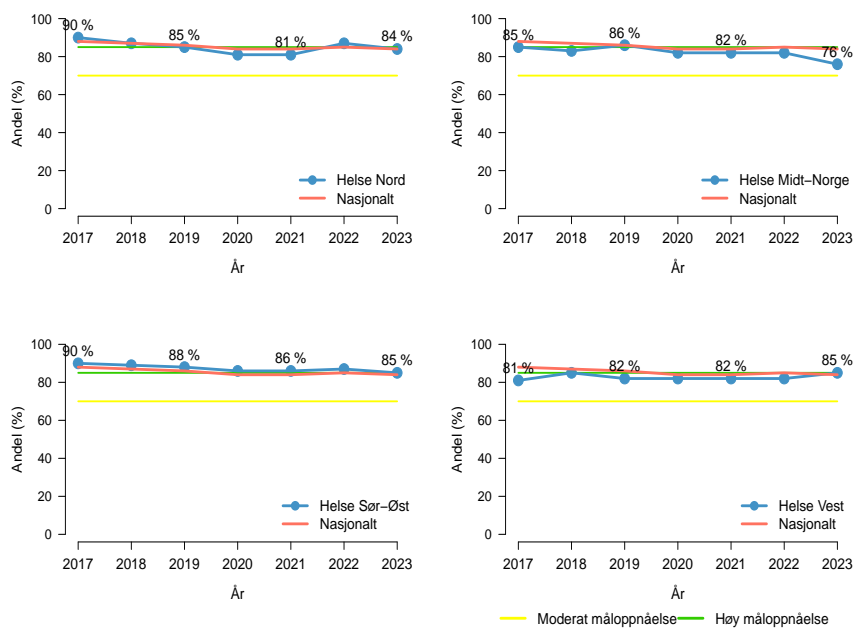 90 % 85 % 81 % 84 %
100
80
60
40
20
0
Andel (%)
Helse Nord
Nasjonalt
2017 2018 2019 2020 2021 2022 2023
År
85 % 86 % 82 % 76 %
100
80
60
40
20
0
Andel (%)
Helse Midt−Norge
Nasjonalt
2017 2018 2019 2020 2021 2022 2023
År
90 % 88 % 86 % 85 %
100
80
60
40
20
0
Andel (%)
Helse Sør−Øst
Nasjonalt
2017 2018 2019 2020 2021 2022 2023
År
81 % 82 % 82 % 85 %
100
80
60
40
20
0
Andel (%)
Helse Vest
Nasjonalt
2017 2018 2019 2020 2021 2022 2023
År
Moderat måloppnåelse Høy måloppnåelse